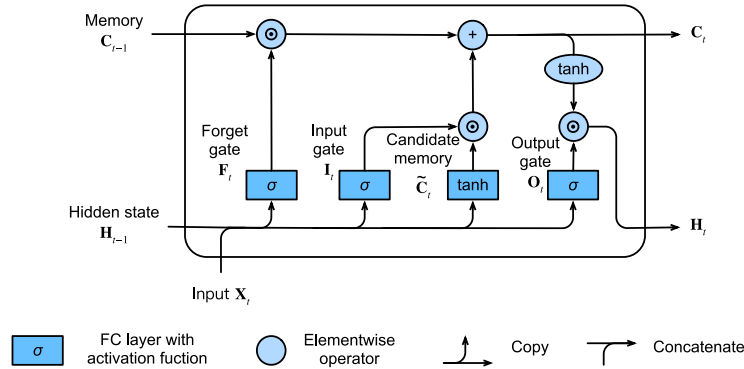 Memory
C_{t-1}
C_t
tanh
Forget
gate
F_t
Input
gate
I_t
Candidate
memory
C̃_t
Output
gate
O_t
σ
σ
tanh
σ
Hidden state
H_{t-1}
H_t
Input X_t
σ
FC layer with
activation fuction
Elementwise
operator
Copy
Concatenate